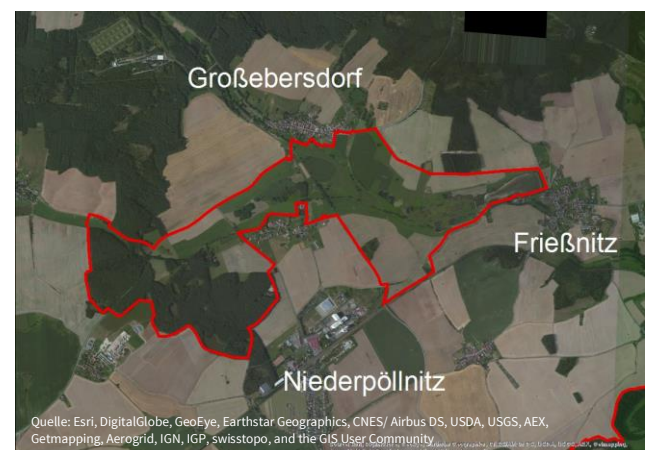 Großebersdorf
Frießnitz
Niederpöllnitz
Quelle: Esri, DigitalGlobe, GeoEye, Earthstar Geographics, CNES/ Airbus DS, USDA, USGS, AEX,
Getmapping, Aerogrid, IGN, IGP, swisstopo, and the GIS User Community